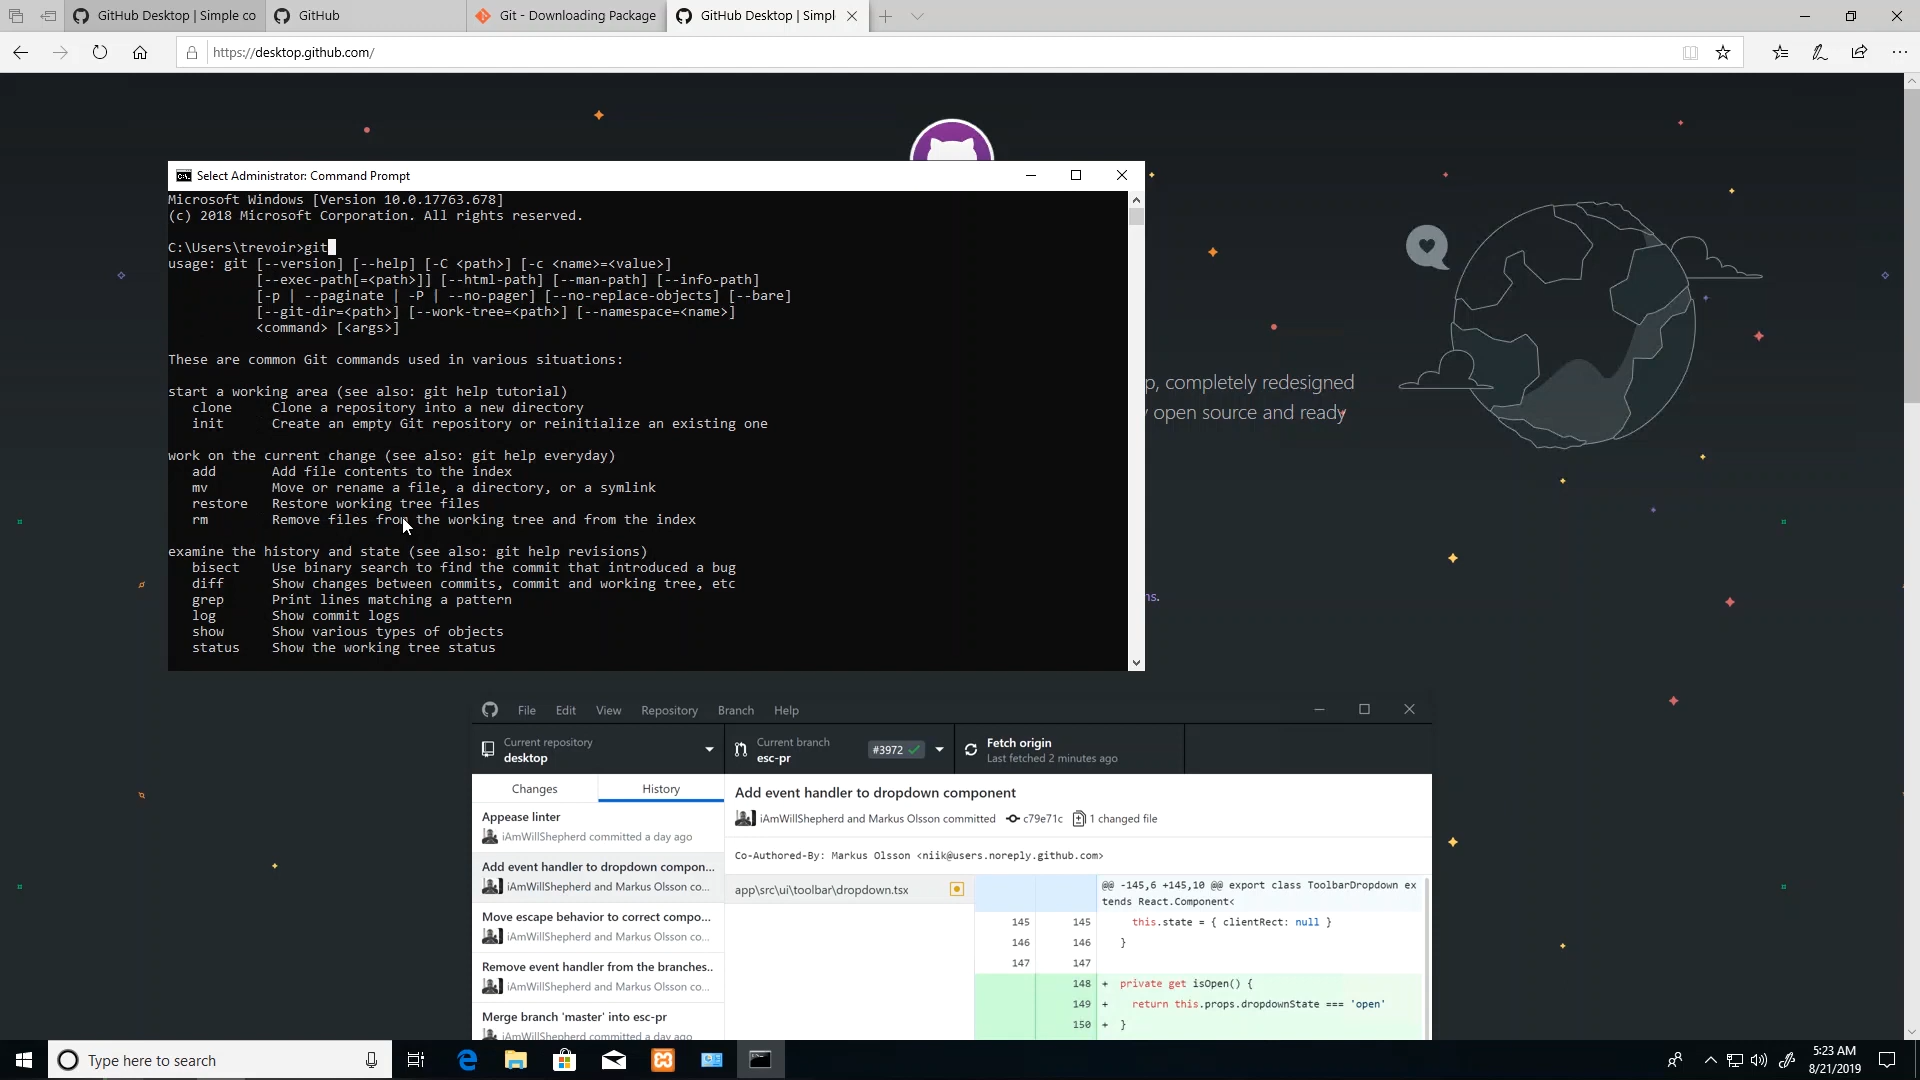 GitHub Desktop | Simple co
GitHub
Git - Downloading Package
GitHub Desktop | Simpl
https://desktop.github.com/
Select Administrator: Command Prompt
Microsoft Windows [Version 10.0.17763.678]
(c) 2018 Microsoft Corporation. All rights reserved.
C:\Users\trevoir>git
usage: git [--version] [--help] [-C <path>] [-c <name>=<value>]
[--exec-path[=<path>]] [--html-path] [--man-path] [--info-path]
[-p | --paginate | -P | --no-pager] [--no-replace-objects] [--bare]
[--git-dir=<path>] [--work-tree=<path>] [--namespace=<name>]
<command> [<args>]
These are common Git commands used in various situations:
start a working area (see also: git help tutorial)
clone Clone a repository into a new directory
init Create an empty Git repository or reinitialize an existing one
work on the current change (see also: git help everyday)
add Add file contents to the index
mv Move or rename a file, a directory, or a symlink
restore Restore working tree files
rm Remove files from the working tree and from the index
examine the history and state (see also: git help revisions)
bisect Use binary search to find the commit that introduced a bug
diff Show changes between commits, commit and working tree, etc
grep Print lines matching a pattern
log Show commit logs
show Show various types of objects
status Show the working tree status
p, completely redesigned
y open source and ready
ns.
File Edit View Repository Branch Help
Current repository
desktop
Current branch
esc-pr
#3972
Fetch origin
Last fetched 2 minutes ago
Changes History
Appease linter
iAmWillShepherd committed a day ago
Add event handler to dropdown compon...
iAmWillShepherd and Markus Olsson co...
Move escape behavior to correct compo...
iAmWillShepherd and Markus Olsson co...
Remove event handler from the branches..
iAmWillShepherd and Markus Olsson co...
Merge branch 'master' into esc-pr
iAmWillShepherd committed a day ago
Add event handler to dropdown component
iAmWillShepherd and Markus Olsson committed c79e71c 1 changed file
Co-Authored-By: Markus Olsson <niik@users.noreply.github.com>
app\src\ui\toolbar\dropdown.tsx
@@ -145,6 +145,10 @@ export class ToolbarDropdown ex
tends React.Component<
145 145 this.state = { clientRect: null }
146 146 }
147 147
148 + private get isOpen() {
149 + return this.props.dropdownState === 'open'
150 + }
Type here to search
5:23 AM
8/21/2019